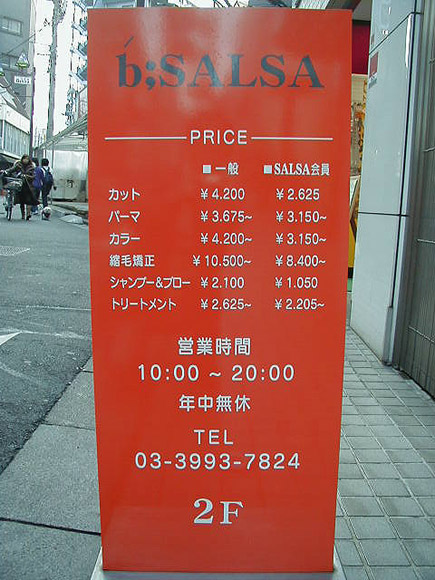 b;SALSA
PRICE
■一般 ■SALSA会員
カット ￥4.200 ￥2.625
パーマ ￥3.675~ ￥3.150~
カラー ￥4.200~ ￥3.150~
縮毛矯正 ￥10.500~ ￥8.400~
シャンプー&ブロー ￥2.100 ￥1.050
トリートメント ￥2.625~ ￥2.205~
営業時間
10:00 ~ 20:00
年中無休
TEL
03-3993-7824
2F